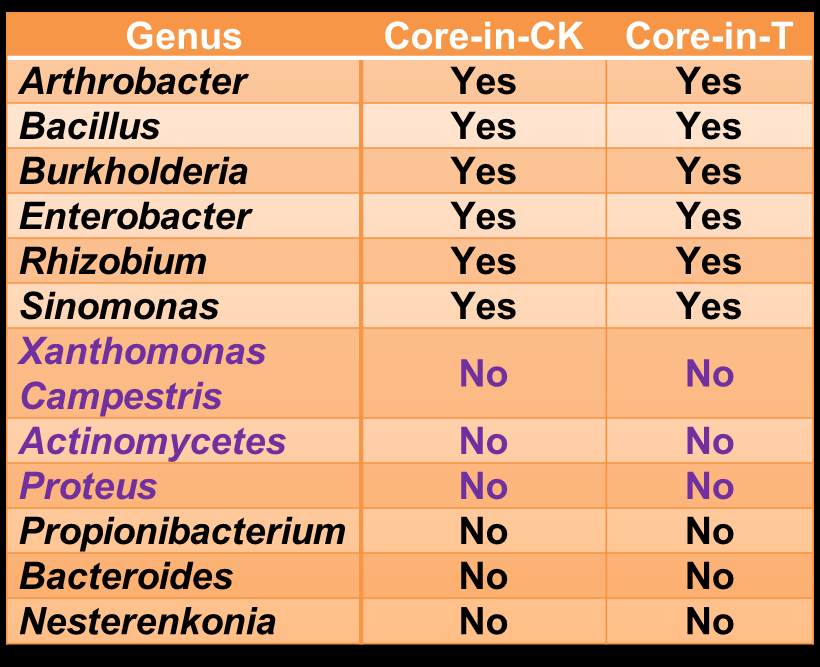 Genus Core-in-CK Core-in-T
Arthrobacter Yes Yes
Bacillus Yes Yes
Burkholderia Yes Yes
Enterobacter Yes Yes
Rhizobium Yes Yes
Sinomonas Yes Yes
Xanthomonas
Campestris No No
Actinomycetes No No
Proteus No No
Propionibacterium No No
Bacteroides No No
Nesterenkonia No No